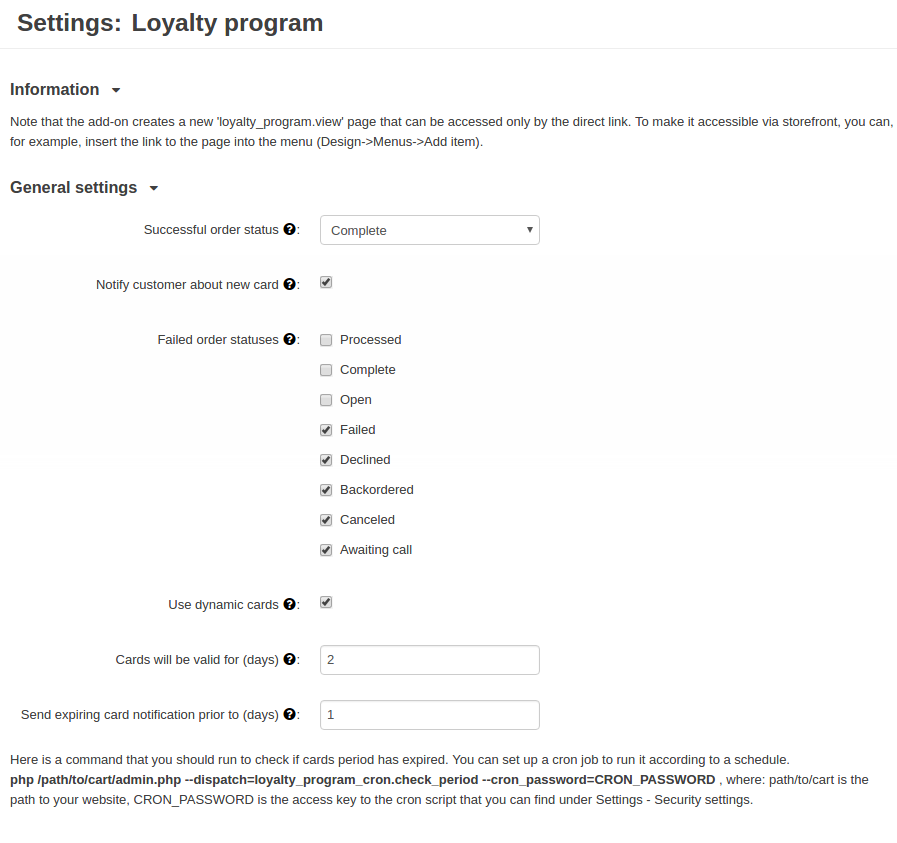 Settings: Loyalty program
Information
Note that the add-on creates a new 'loyalty_program.view' page that can be accessed only by the direct link. To make it accessible via storefront, you can,
for example, insert the link to the page into the menu (Design->Menus->Add item).
General settings
Successful order status ?: Complete
Notify customer about new card ?:
Failed order statuses ?: Processed
Complete
Open
Failed
Declined
Backordered
Canceled
Awaiting call
Use dynamic cards ?:
Cards will be valid for (days) ?: 2
Send expiring card notification prior to (days) ?: 1
Here is a command that you should run to check if cards period has expired. You can set up a cron job to run it according to a schedule.
php /path/to/cart/admin.php --dispatch=loyalty_program_cron.check_period --cron_password=CRON_PASSWORD , where: path/to/cart is the
path to your website, CRON_PASSWORD is the access key to the cron script that you can find under Settings - Security settings.